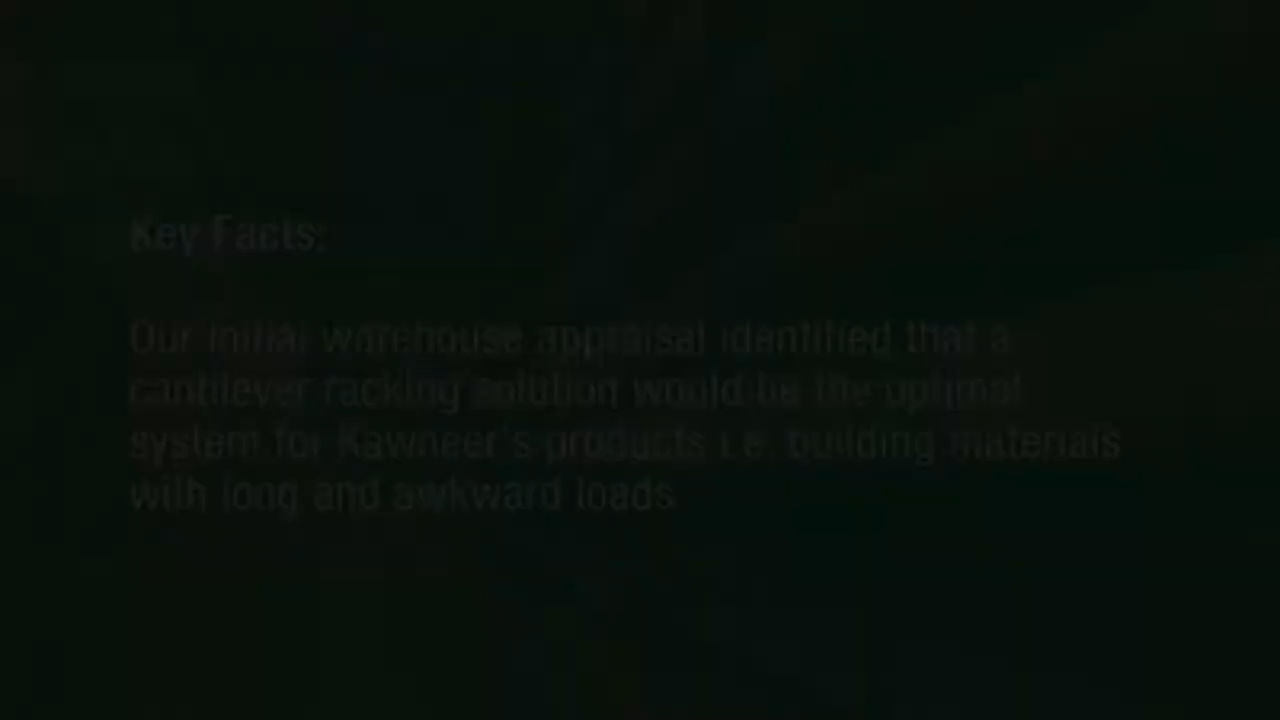 Key Facts:
Our initial warehouse appraisal identified that a
cantilever racking solution would be the optimal
system for Kawneer's products i.e. building materials
with long and awkward loads